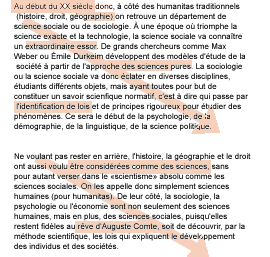 Au début du XX siècle donc, à côté des humanitas traditionnels
(histoire, droit, géographie) on retrouve un département de
science sociale ou de sociologie. À une époque où triomphe la
science exacte et la technologie, la science sociale va connaître
un extraordinaire essor. De grands chercheurs comme Max
Weber ou Émile Durkeim développent des modèles d'étude de la
société à partir de l'approche des sciences pures. La sociologie
ou la science sociale va donc éclater en diverses disciplines,
étudiants différents objets, mais ayant toutes pour but de
constituer un savoir scientifique normatif, c'est à dire qui passe par
l'identification de lois et de principes rigoureux pour étudier des
phénomènes. Ce sera le début de la psychologie, de la
démographie, de la linguistique, de la science politique.
Ne voulant pas rester en arrière, l'histoire, la géographie et le droit
ont aussi voulu être considérées comme des sciences, sans
pour autant verser dans le «scientisme» absolu comme les
sciences sociales. On les appelle donc simplement sciences
humaines (pour humanitas). De leur côté, la sociologie, la
psychologie ou l'économie sont non seulement des sciences
humaines, mais en plus, des sciences sociales, puisqu'elles
restent fidèles au rêve d'Auguste Comte, soit de découvrir, par la
méthode scientifique, les lois qui expliquent le développement
des individus et des sociétés.